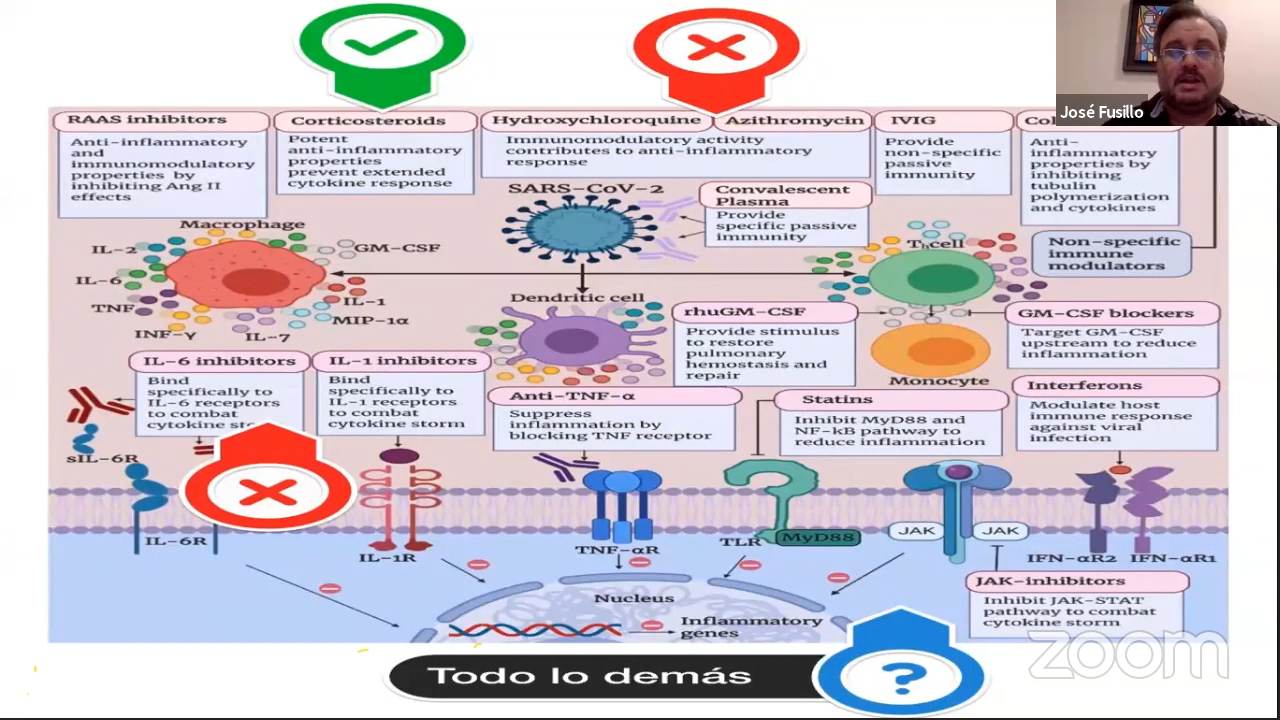 José Fusillo
RAAS inhibitors
Anti-inflammatory
and
immunomodulatory
properties by
inhibiting Ang II
effects
Corticosteroids
Potent
anti-inflammatory
properties
prevent extended
cytokine response
Hydroxychloroquine
Azithromycin
Immunomodulatory activity
contributes to anti-inflammatory
response
IVIG
Provide
non-specific
passive
immunity
Anti-
inflammatory
properties by
inhibiting
tubulin
polymerization
and cytokines
SARS-CoV-2
Convalescent
Plasma
Provide
specific passive
immunity
Non-specific
immune
modulators
Macrophage
IL-2
IL-6
TNF
INF-γ
IL-7
MIP-1α
IL-1
GM-CSF
Dendritic cell
Thcell
Monocyte
rhuGM-CSF
Provide stimulus
to restore
pulmonary
hemostasis and
repair
GM-CSF blockers
Target GM-CSF
upstream to reduce
inflammation
IL-6 inhibitors
Bind
specifically to
IL-6 receptors
to combat
cytokine
IL-1 inhibitors
Bind
specifically to
IL-1 receptors
to combat
cytokine storm
Anti-TNF-α
Suppress
inflammation by
blocking TNF receptor
Statins
Inhibit MyD88 and
NF-kB pathway to
reduce inflammation
Interferons
Modulate host
immune response
against viral
infection
sIL-6R
IL-6R
IL-1R
TNF-αR
TLR
MyD88
JAK
JAK
IFN-αR2
IFN-αR1
JAK-inhibitors
Inhibit JAK-STAT
pathway to combat
cytokine storm
Nucleus
Inflammatory
genes
Todo lo demás
?
zoom